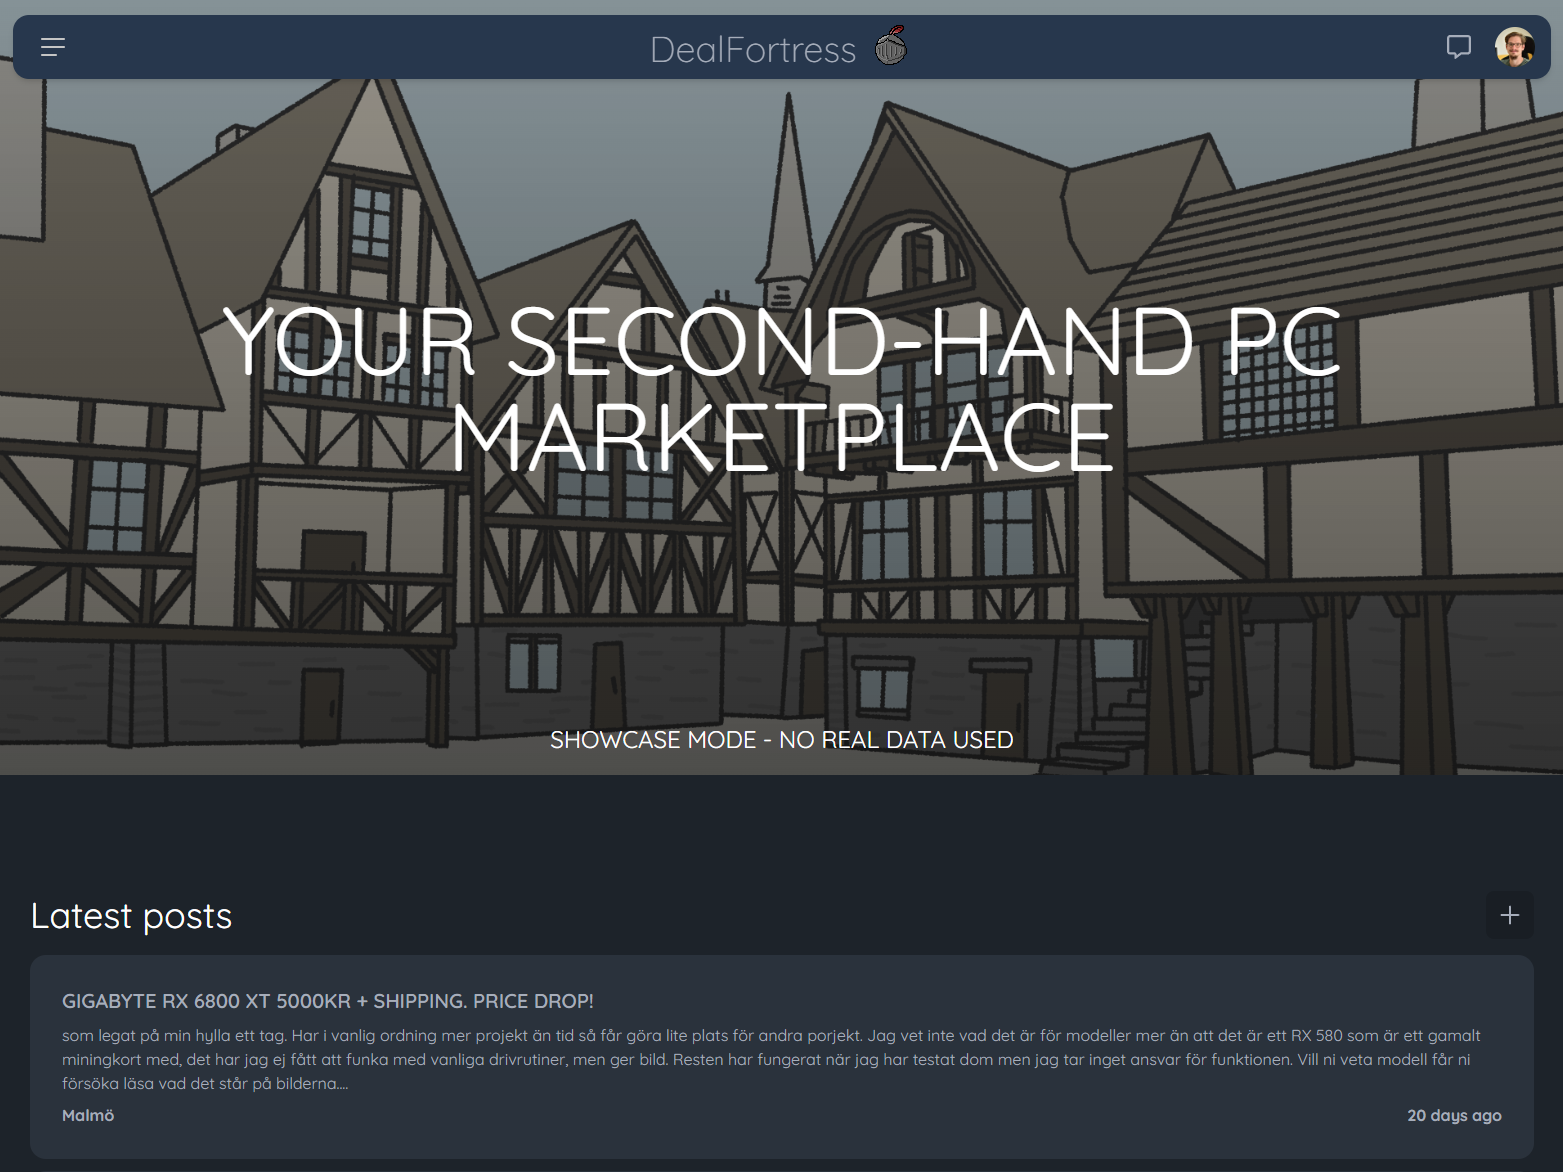 DealFortress
YOUR SECOND-HAND PC
MARKETPLACE
SHOWCASE MODE - NO REAL DATA USED
Latest posts
GIGABYTE RX 6800 XT 5000KR + SHIPPING. PRICE DROP!
som legat på min hylla ett tag. Har i vanlig ordning mer projekt än tid så får göra lite plats för andra porjekt. Jag vet inte vad det är för modeller mer än att det är ett RX 580 som är ett gamalt
miningkort med, det har jag ej fått att funka med vanliga drivrutiner, men ger bild. Resten har fungerat när jag har testat dom men jag tar inget ansvar för funktionen. Vill ni veta modell får ni
försöka läsa vad det står på bilderna....
Malmö
20 days ago